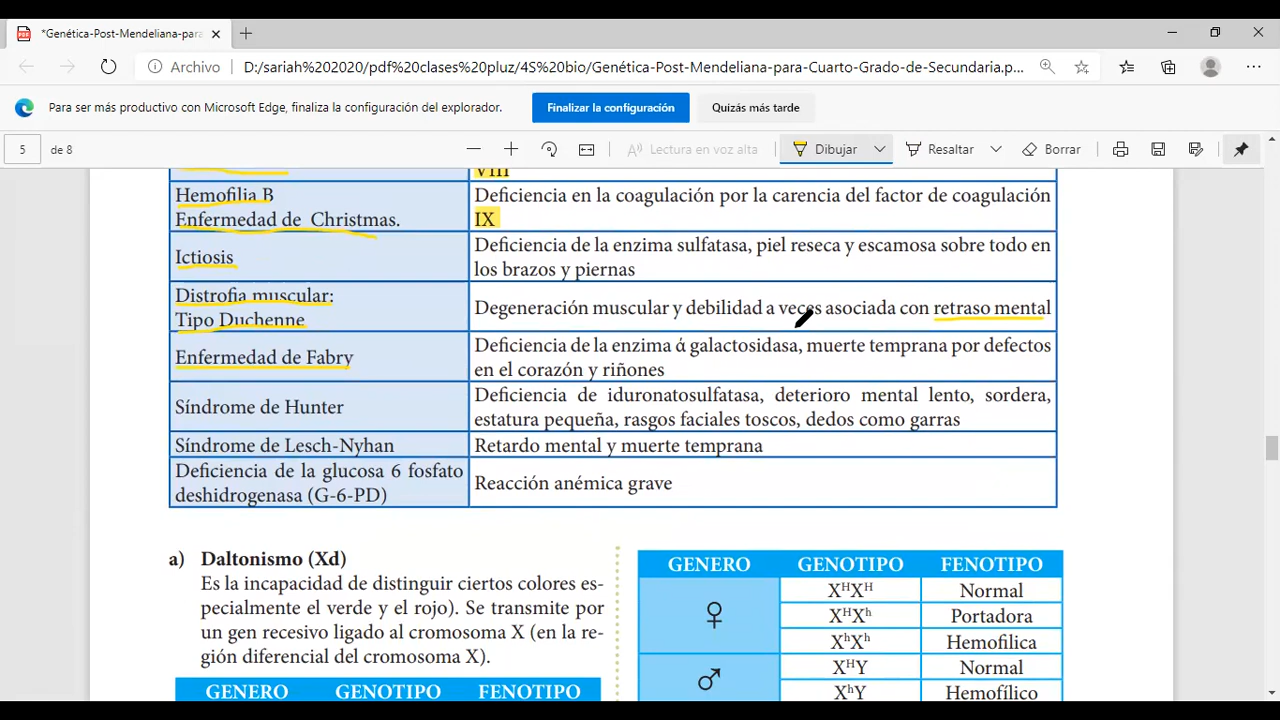 *Genética-Post-Mendeliana-para
D:/sariah%202020/pdf%20clases%20pluz/4S%20bio/Genética-Post-Mendeliana-para-Cuarto-Grado-de-Secundaria.p...
Archivo
Para ser más productivo con Microsoft Edge, finaliza la configuración del explorador.
Finalizar la configuración
Quizás más tarde
5 de 8
Lectura en voz alta
Dibujar
Resaltar
Borrar
VIII
Hemofilia B
Enfermedad de Christmas.
Deficiencia en la coagulación por la carencia del factor de coagulación
IX
Ictiosis
Deficiencia de la enzima sulfatasa, piel reseca y escamosa sobre todo en
los brazos y piernas
Distrofia muscular:
Tipo Duchenne
Degeneración muscular y debilidad a veces asociada con retraso mental
Enfermedad de Fabry
Deficiencia de la enzima ά galactosidasa, muerte temprana por defectos
en el corazón y riñones
Síndrome de Hunter
Deficiencia de iduronatosulfatasa, deterioro mental lento, sordera,
estatura pequeña, rasgos faciales toscos, dedos como garras
Síndrome de Lesch-Nyhan
Retardo mental y muerte temprana
Deficiencia de la glucosa 6 fosfato
deshidrogenasa (G-6-PD)
Reacción anémica grave
a) Daltonismo (Xd)
Es la incapacidad de distinguir ciertos colores es-
pecialmente el verde y el rojo). Se transmite por
un gen recesivo ligado al cromosoma X (en la re-
gión diferencial del cromosoma X).
GENERO GENOTIPO FENOTIPO
GENERO GENOTIPO FENOTIPO
♀
XᴴXᴴ Normal
XᴴXʰ Portadora
XʰXʰ Hemofilica
♂
XᴴY Normal
XʰY Hemofílico